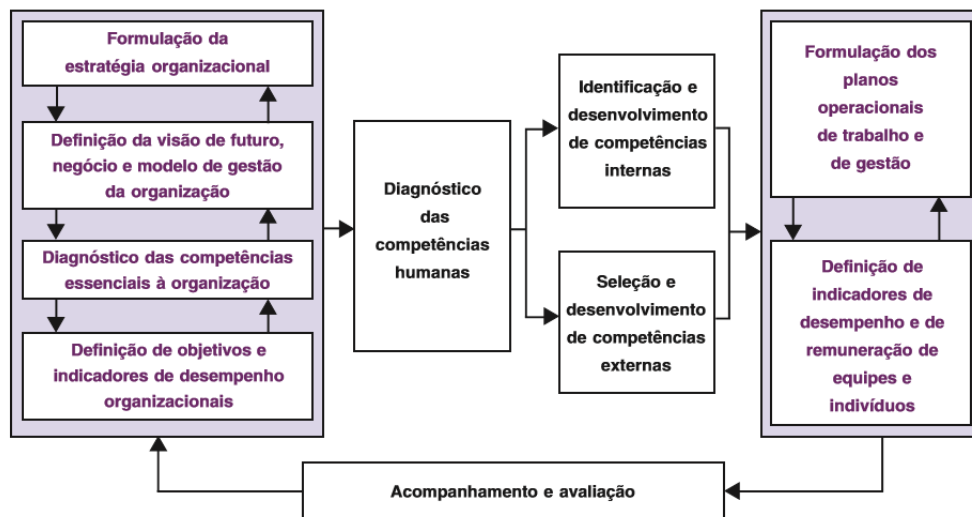 Formulação da
estratégia organizacional
Definição da visão de futuro,
negócio e modelo de gestão
da organização
Diagnóstico das competências
essenciais à organização
Definição de objetivos e
indicadores de desempenho
organizacionais
Diagnóstico
das
competências
humanas
Identificação e
desenvolvimento
de competências
internas
Seleção e
desenvolvimento
de competências
externas
Formulação dos
planos
operacionais
de trabalho e
de gestão
Definição de
indicadores de
desempenho e de
remuneração de
equipes e
indivíduos
Acompanhamento e avaliação